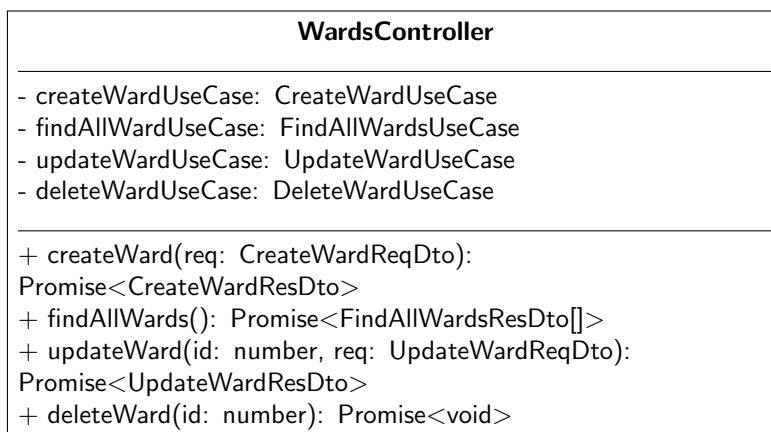 WardsController
- createWardUseCase: CreateWardUseCase
- findAllWardUseCase: FindAllWardsUseCase
- updateWardUseCase: UpdateWardUseCase
- deleteWardUseCase: DeleteWardUseCase
+ createWard(req: CreateWardReqDto):
Promise<CreateWardResDto>
+ findAllWards(): Promise<FindAllWardsResDto[]>
+ updateWard(id: number, req: UpdateWardReqDto):
Promise<UpdateWardResDto>
+ deleteWard(id: number): Promise<void>